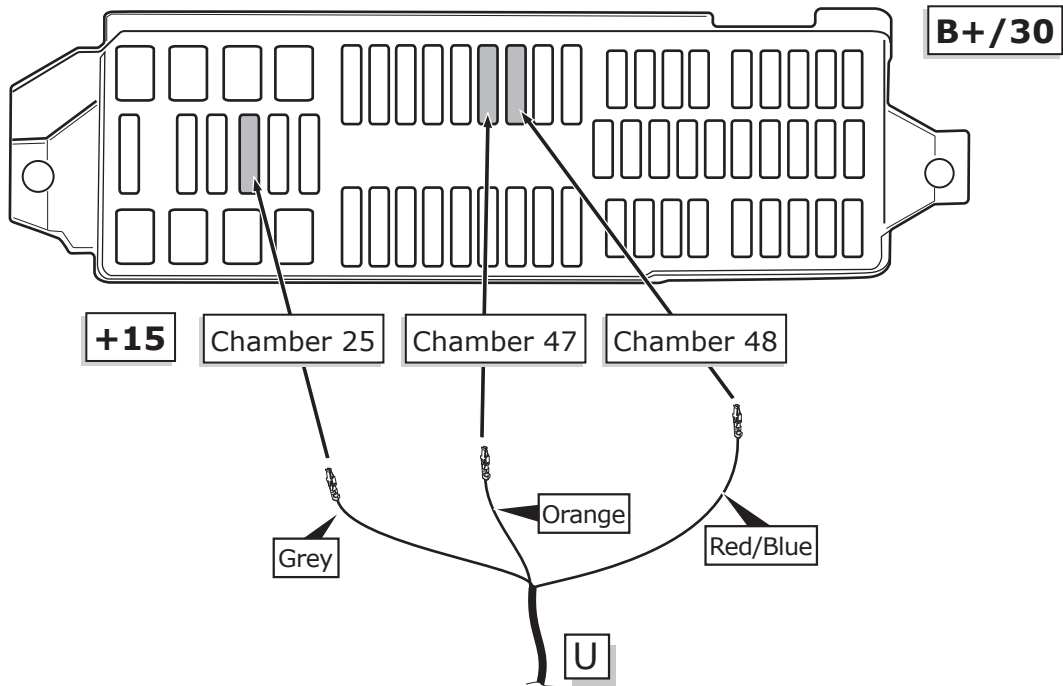 B+/30
+15
Chamber 25
Chamber 47
Chamber 48
Orange
Grey
Red/Blue
U